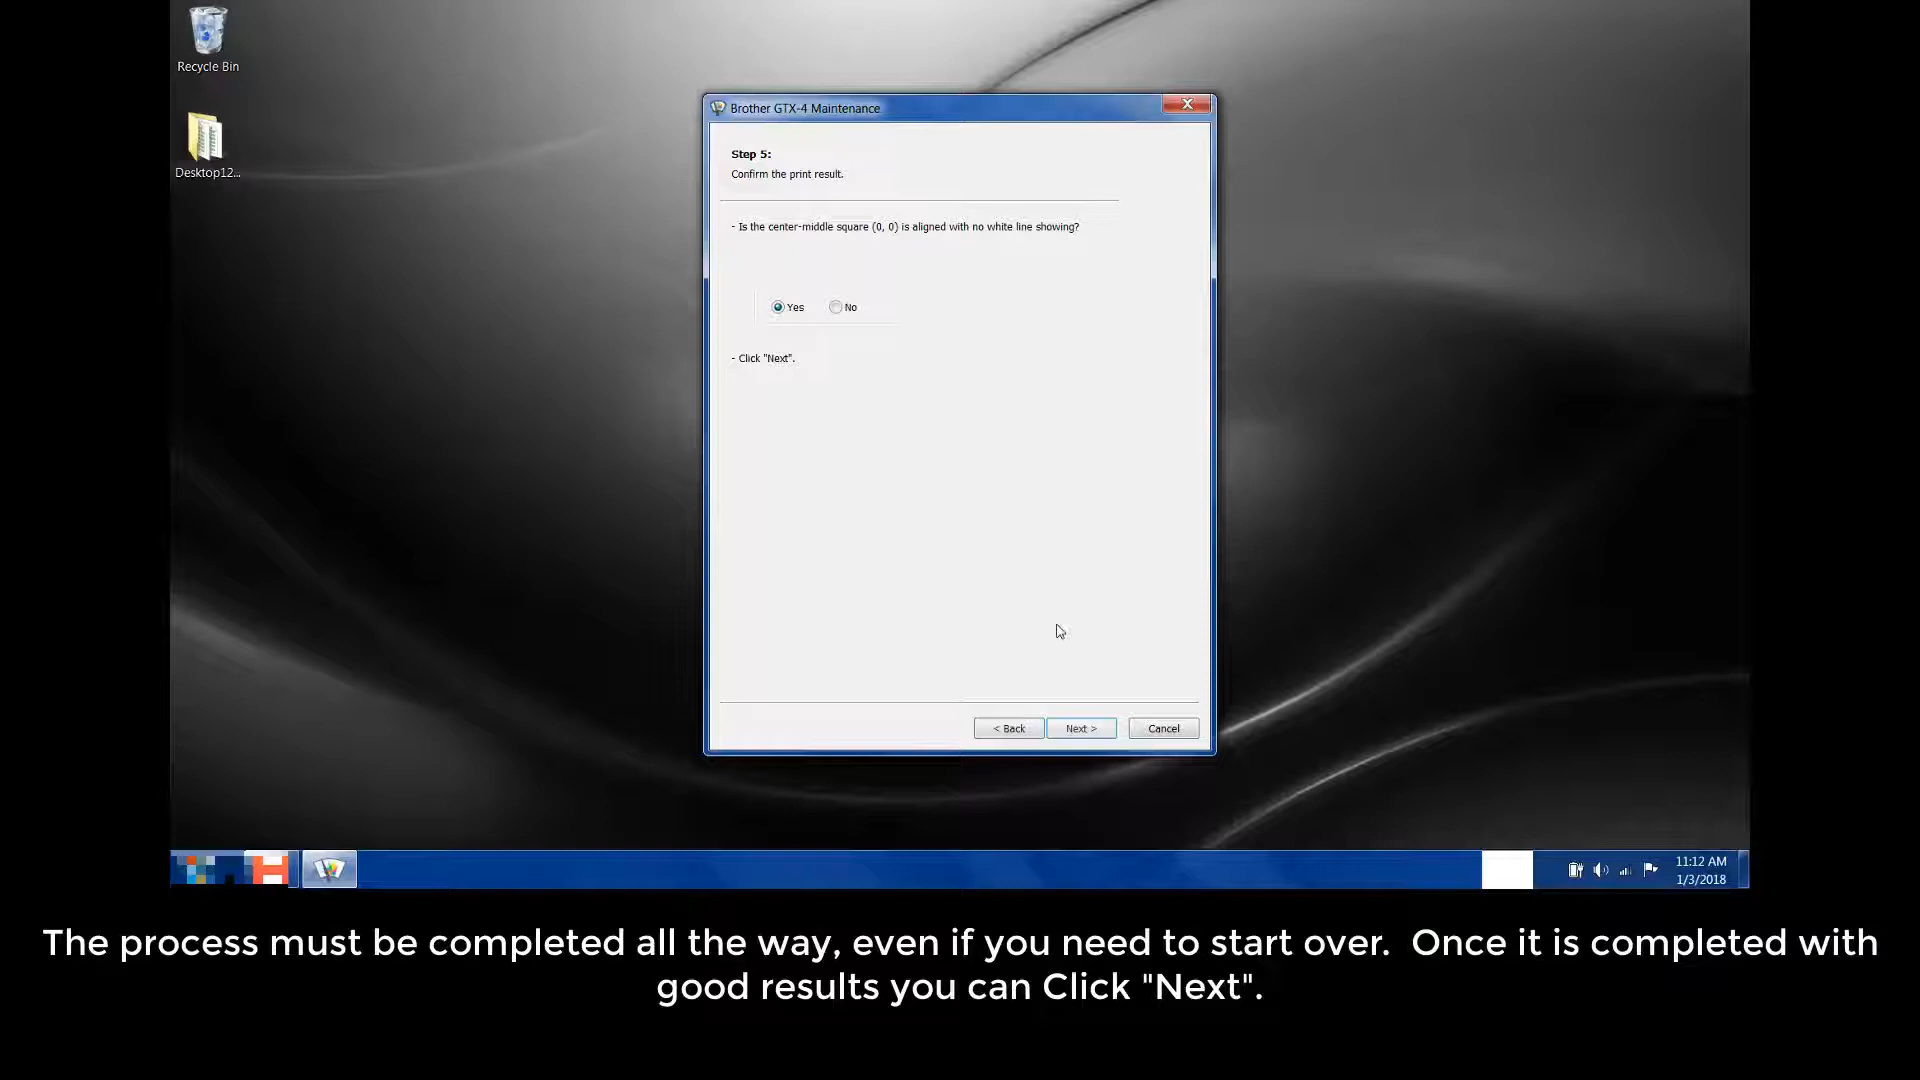 Recycle Bin
Desktop12...
Brother GTX-4 Maintenance
Step 5:
Confirm the print result.
- Is the center-middle square (0, 0) is aligned with no white line showing?
Yes
No
- Click "Next".
< Back
Next >
Cancel
11:12 AM
1/3/2018
The process must be completed all the way, even if you need to start over. Once it is completed with
good results you can Click "Next".